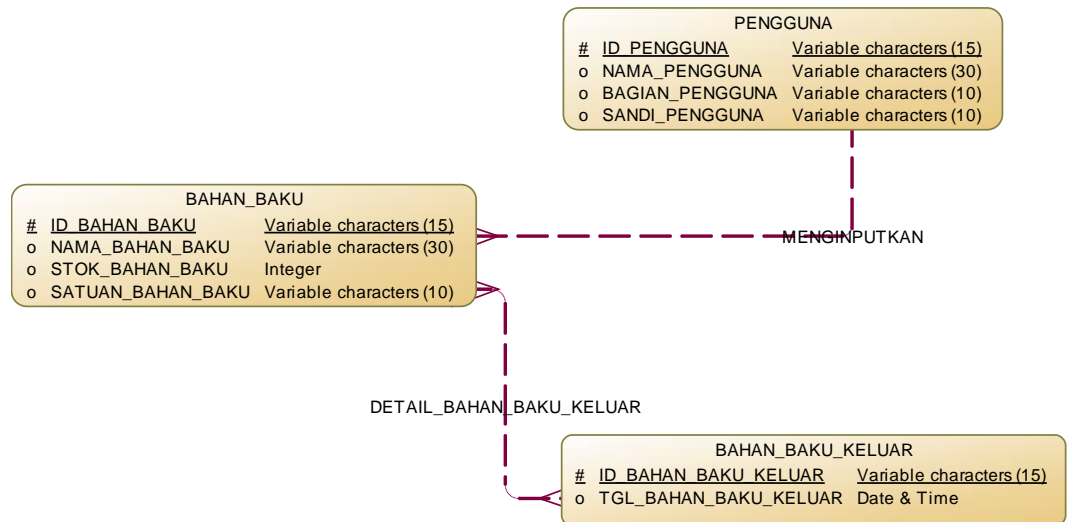 PENGGUNA
# ID_PENGGUNA Variable characters (15)
o NAMA_PENGGUNA Variable characters (30)
o BAGIAN_PENGGUNA Variable characters (10)
o SANDI_PENGGUNA Variable characters (10)
BAHAN_BAKU
# ID_BAHAN_BAKU Variable characters (15)
o NAMA_BAHAN_BAKU Variable characters (30)
o STOK_BAHAN_BAKU Integer
o SATUAN_BAHAN_BAKU Variable characters (10)
MENGINPUTKAN
DETAIL_BAHAN_BAKU_KELUAR
BAHAN_BAKU_KELUAR
# ID_BAHAN_BAKU_KELUAR Variable characters (15)
o TGL_BAHAN_BAKU_KELUAR Date & Time